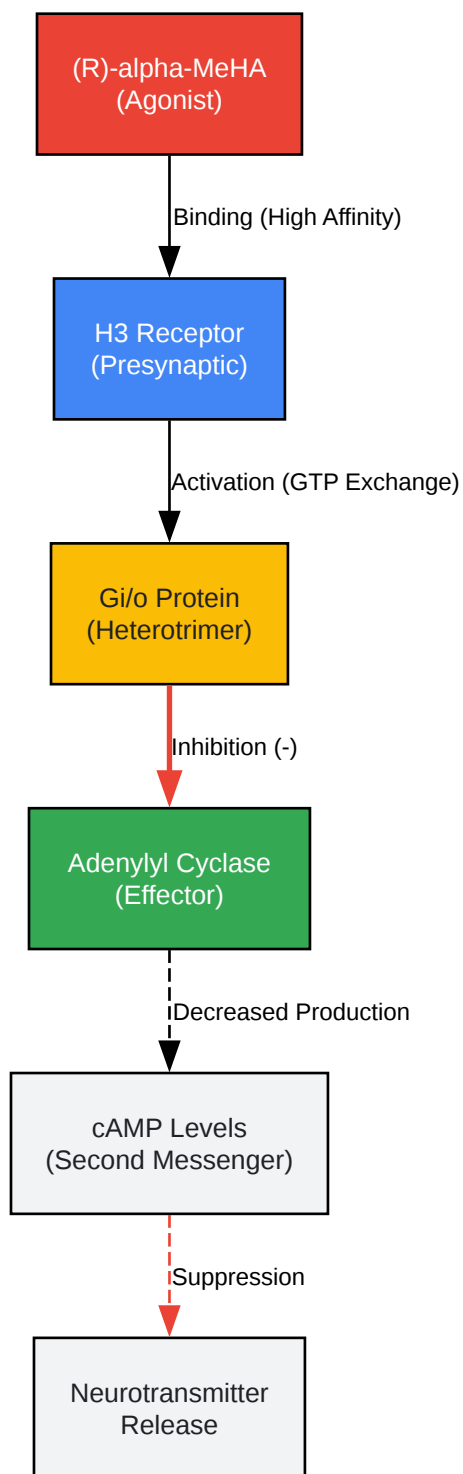 (R)-alpha-MeHA
(Agonist)
Binding (High Affinity)
H3 Receptor
(Presynaptic)
Activation (GTP Exchange)
Gi/o Protein
(Heterotrimer)
Inhibition (-)
Adenylyl Cyclase
(Effector)
Decreased Production
cAMP Levels
(Second Messenger)
Suppression
Neurotransmitter
Release